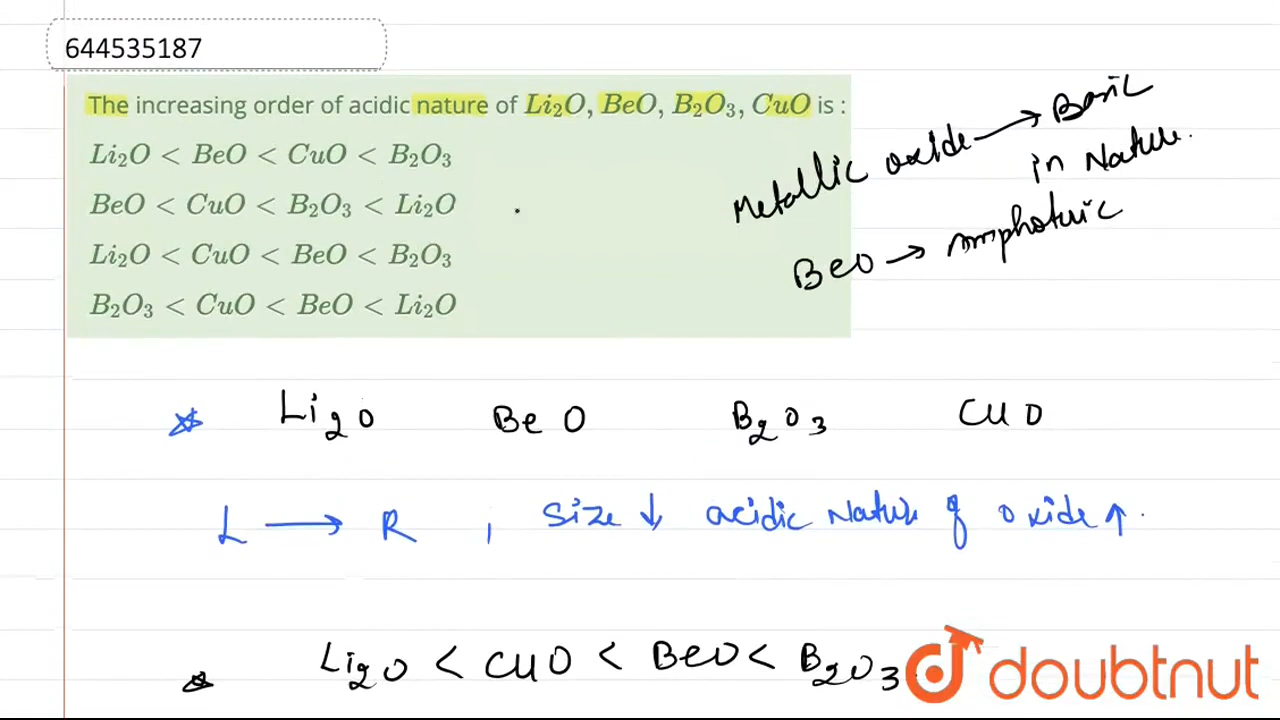 644535187
The increasing order of acidic nature of Li₂O, BeO, B₂O₃, CuO is :
Li₂O < BeO < CuO < B₂O₃
BeO < CuO < B₂O₃ < Li₂O
Li₂O < CuO < BeO < B₂O₃
B₂O₃ < CuO < BeO < Li₂O
Metallic oxide → Basic
in Nature.
BeO → Amphoteric
Li₂O BeO B₂O₃ CuO
L → R , Size ↓ acidic Nature of oxide ↑.
Li₂O < CuO < BeO < B₂O₃
doubtnut